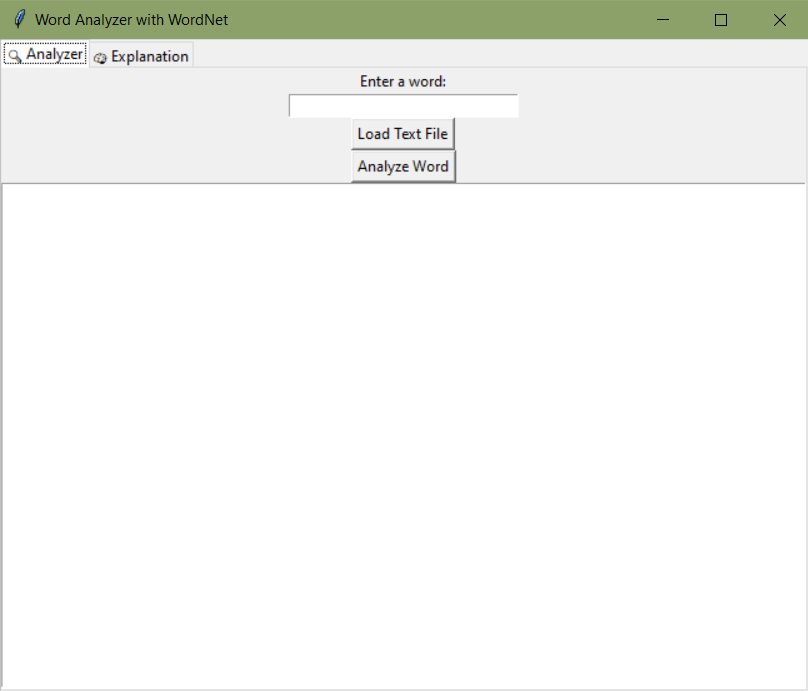 Word Analyzer with WordNet
Analyzer Explanation
Enter a word:
Load Text File
Analyze Word